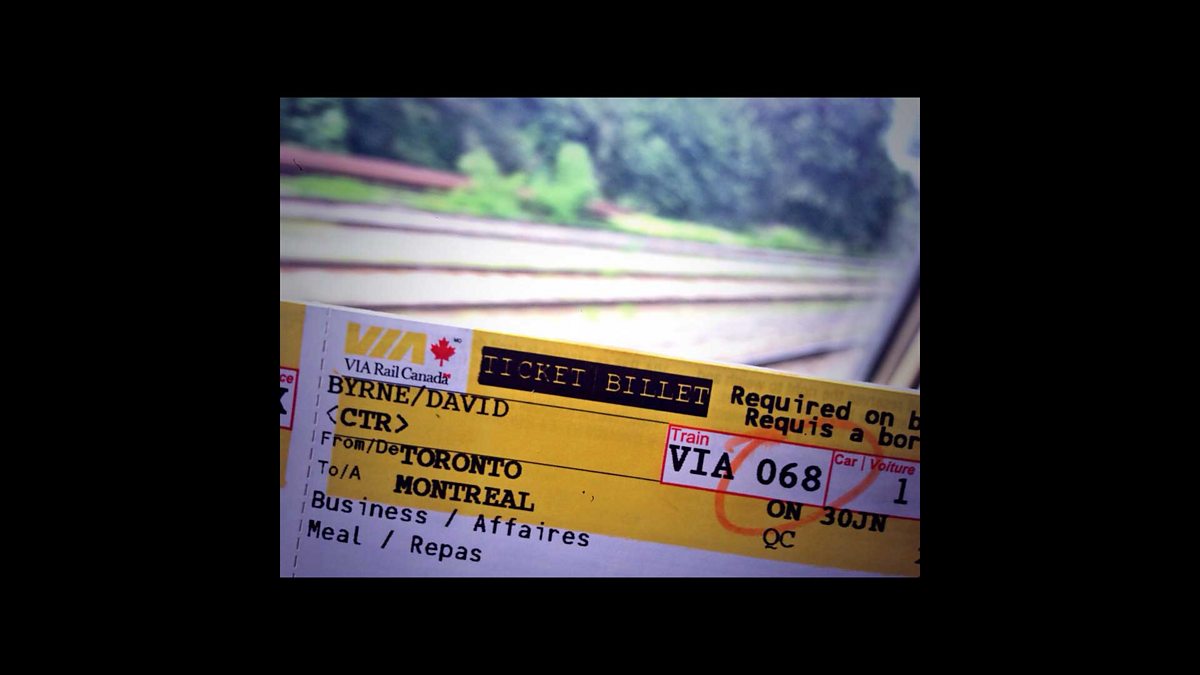 VIA
VIA Rail Canada
TICKET BILLET
Required on b
Requis a bor
BYRNE/DAVID
<CTR>
Train
VIA 068
Car | Voiture
1
From/De TORONTO
ON 30JN
To/A MONTREAL
QC
Business / Affaires
Meal / Repas